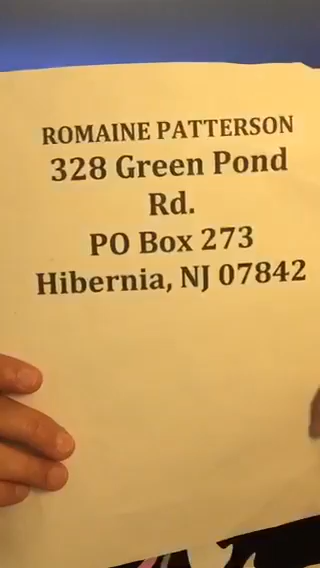 ROMAINE PATTERSON
328 Green Pond
Rd.
PO Box 273
Hibernia, NJ 07842